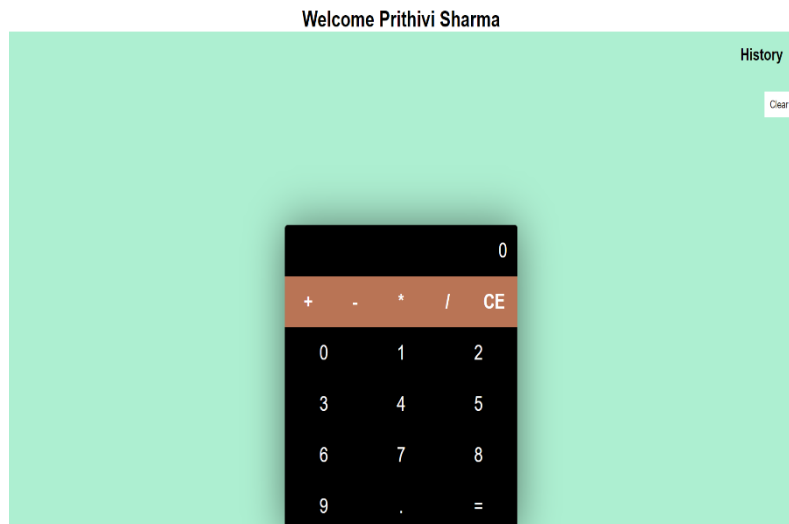 Welcome Prithivi Sharma
History
Clear
0
+ - * / CE
0 1 2
3 4 5
6 7 8
9 . =